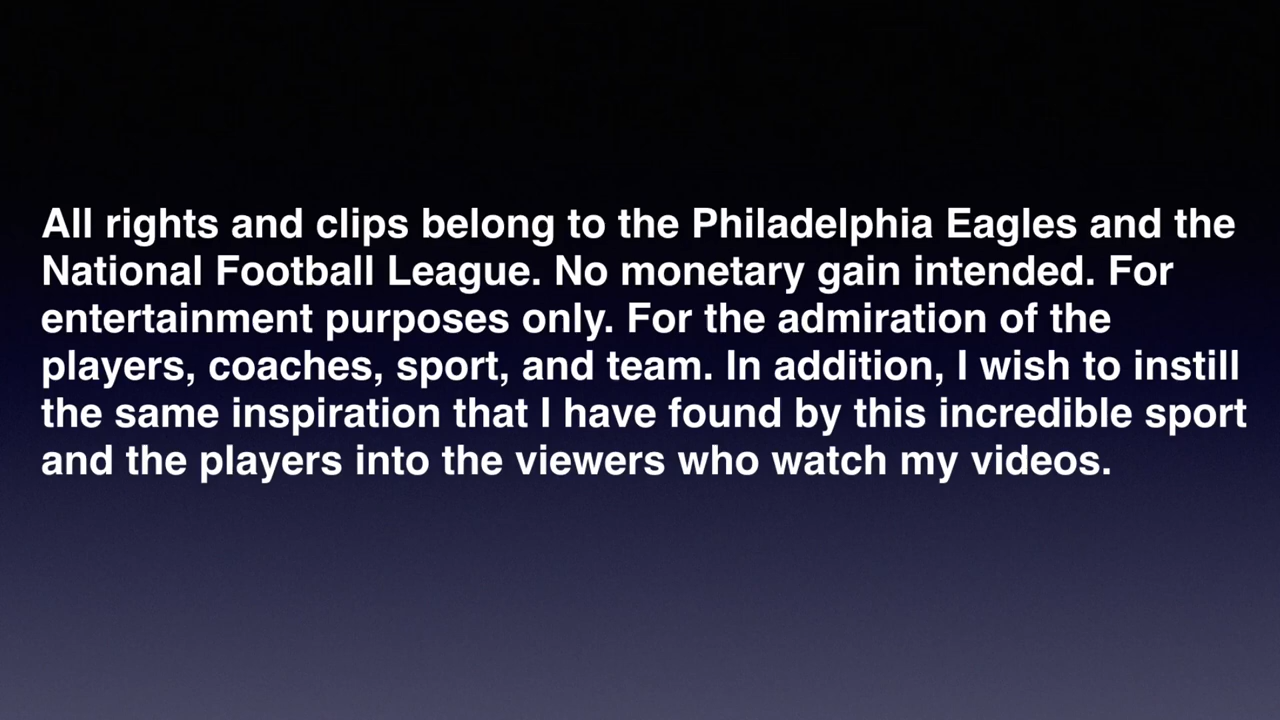 All rights and clips belong to the Philadelphia Eagles and the
National Football League. No monetary gain intended. For
entertainment purposes only. For the admiration of the
players, coaches, sport, and team. In addition, I wish to instill
the same inspiration that I have found by this incredible sport
and the players into the viewers who watch my videos.